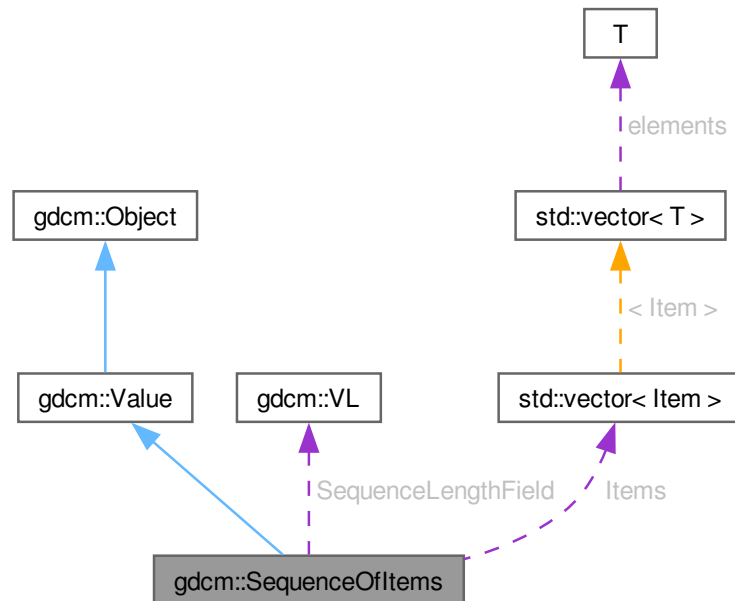 T
elements
gdcm::Object
std::vector< T >
< Item >
gdcm::Value
gdcm::VL
std::vector< Item >
SequenceLengthField
Items
gdcm::SequenceOfItems